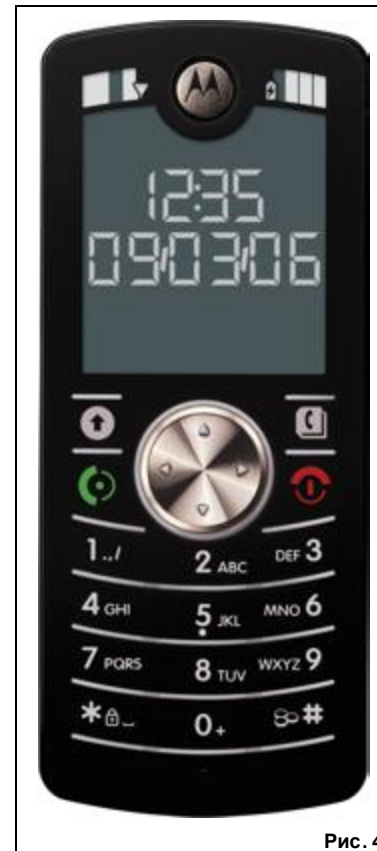 12:35
09/03/06
1../
2 ABC
DEF 3
4 GHI
5 JKL
MNO 6
7 PQRS
8 TUV
WXYZ 9
*
0+
#
Рис. 4